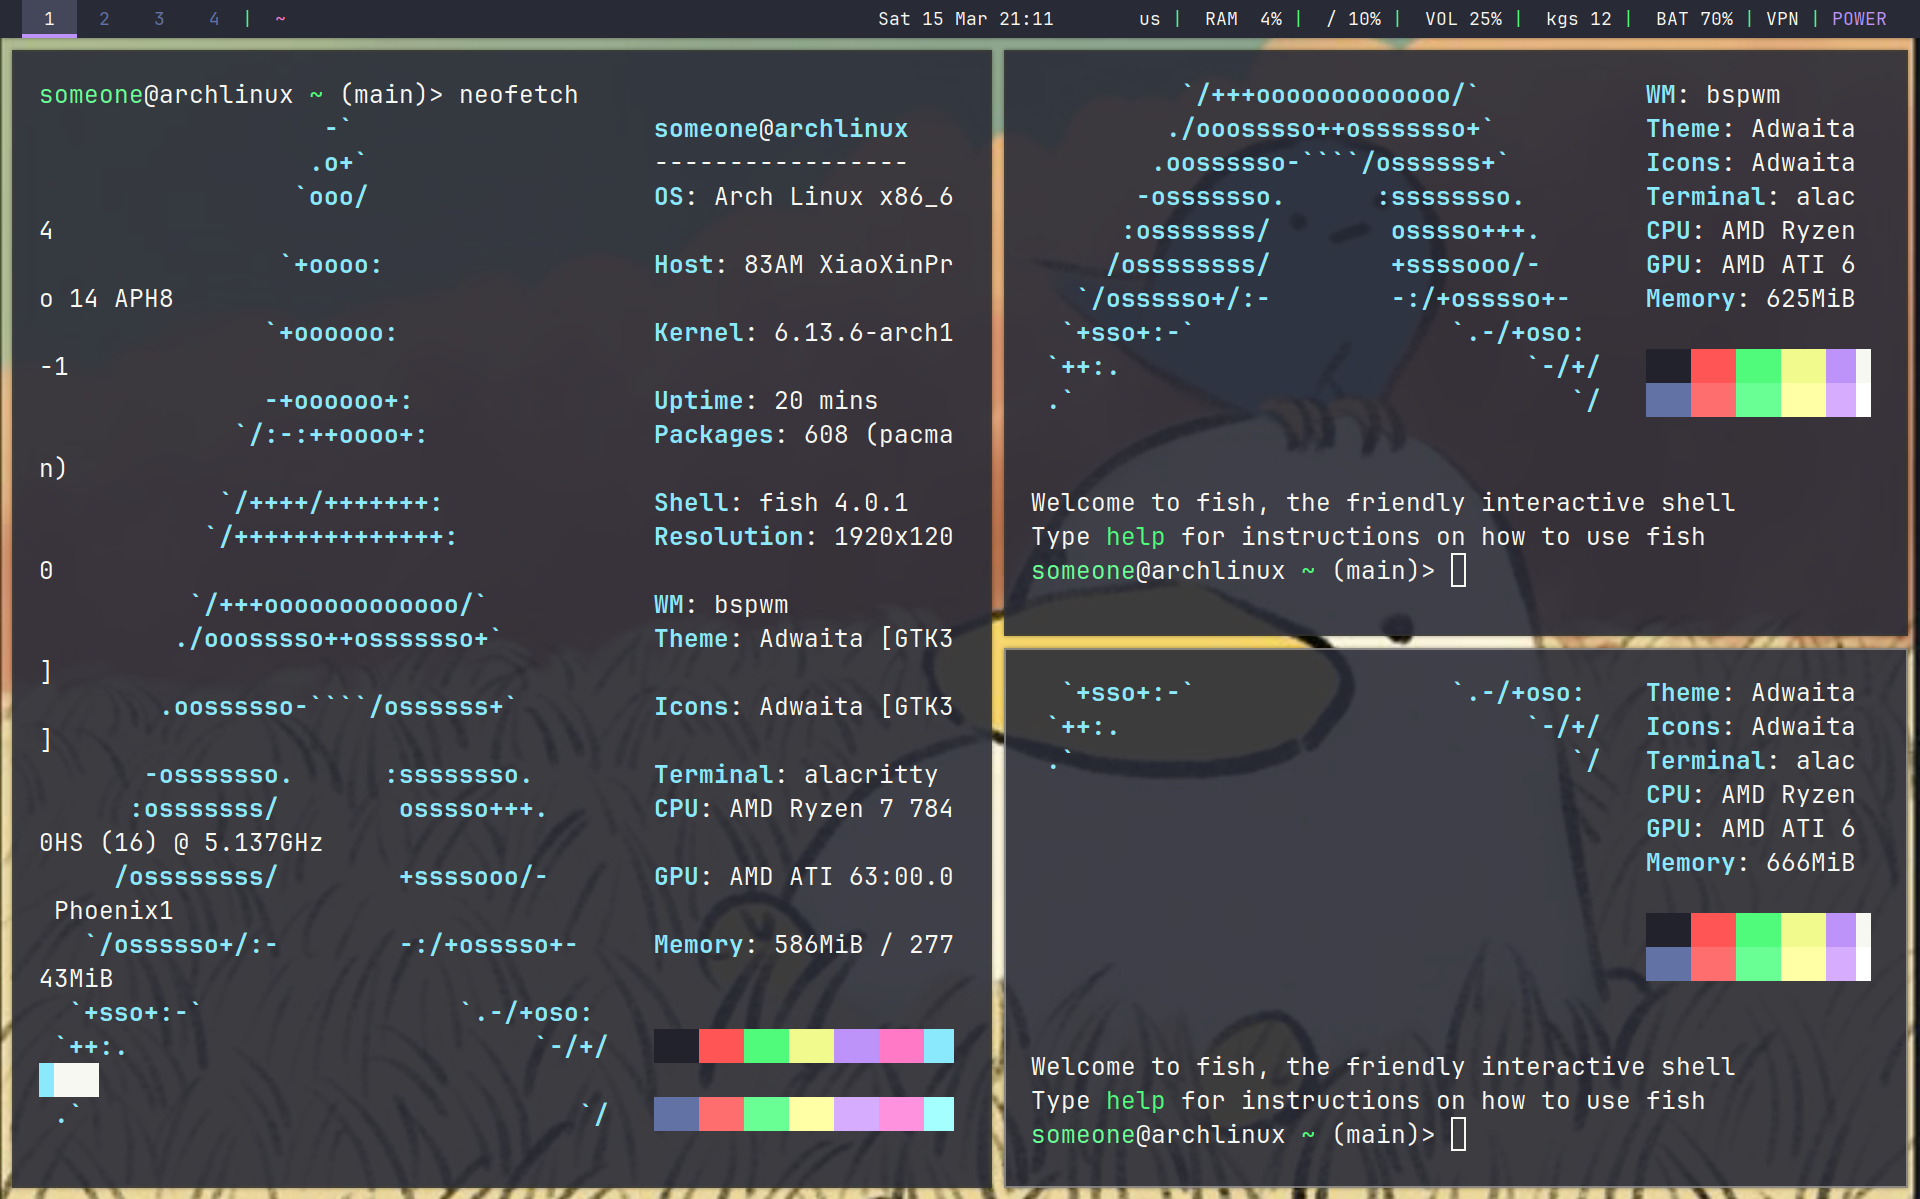 1 2 3 4 | ~ Sat 15 Mar 21:11 us | RAM 4% | / 10% | VOL 25% | kgs 12 | BAT 70% | VPN | POWER
someone@archlinux ~ (main)> neofetch
-` someone@archlinux
.o+` -----------------
`ooo/ OS: Arch Linux x86_6
4
`+oooo: Host: 83AM XiaoXinPr
o 14 APH8
`+oooooo: Kernel: 6.13.6-arch1
-1
-+oooooo+: Uptime: 20 mins
`/:-:++oooo+: Packages: 608 (pacma
n)
`/++++/+++++++: Shell: fish 4.0.1
`/++++++++++++++: Resolution: 1920x120
0
`/+++ooooooooooooo/` WM: bspwm
./ooosssso++osssssso+` Theme: Adwaita [GTK3
]
.oossssso-````/ossssss+` Icons: Adwaita [GTK3
]
-osssssso. :ssssssso. Terminal: alacritty
:osssssss/ osssso+++. CPU: AMD Ryzen 7 784
0HS (16) @ 5.137GHz
/ossssssss/ +ssssooo/- GPU: AMD ATI 63:00.0
Phoenix1
`/ossssso+/:- -:/+osssso+- Memory: 586MiB / 277
43MiB
`+sso+:-` `.-/+oso:
`++:. `-/+/
.` `/
`/+++ooooooooooooo/` WM: bspwm
./ooosssso++osssssso+` Theme: Adwaita
.oossssso-````/ossssss+` Icons: Adwaita
-osssssso. :ssssssso. Terminal: alac
:osssssss/ osssso+++. CPU: AMD Ryzen
/ossssssss/ +ssssooo/- GPU: AMD ATI 6
`/ossssso+/:- -:/+osssso+- Memory: 625MiB
`+sso+:-` `.-/+oso:
`++:. `-/+/
.` `/
Welcome to fish, the friendly interactive shell
Type help for instructions on how to use fish
someone@archlinux ~ (main)>
`+sso+:-` `.-/+oso: Theme: Adwaita
`++:. `-/+/ Icons: Adwaita
.` `/ Terminal: alac
CPU: AMD Ryzen
GPU: AMD ATI 6
Memory: 666MiB
Welcome to fish, the friendly interactive shell
Type help for instructions on how to use fish
someone@archlinux ~ (main)>